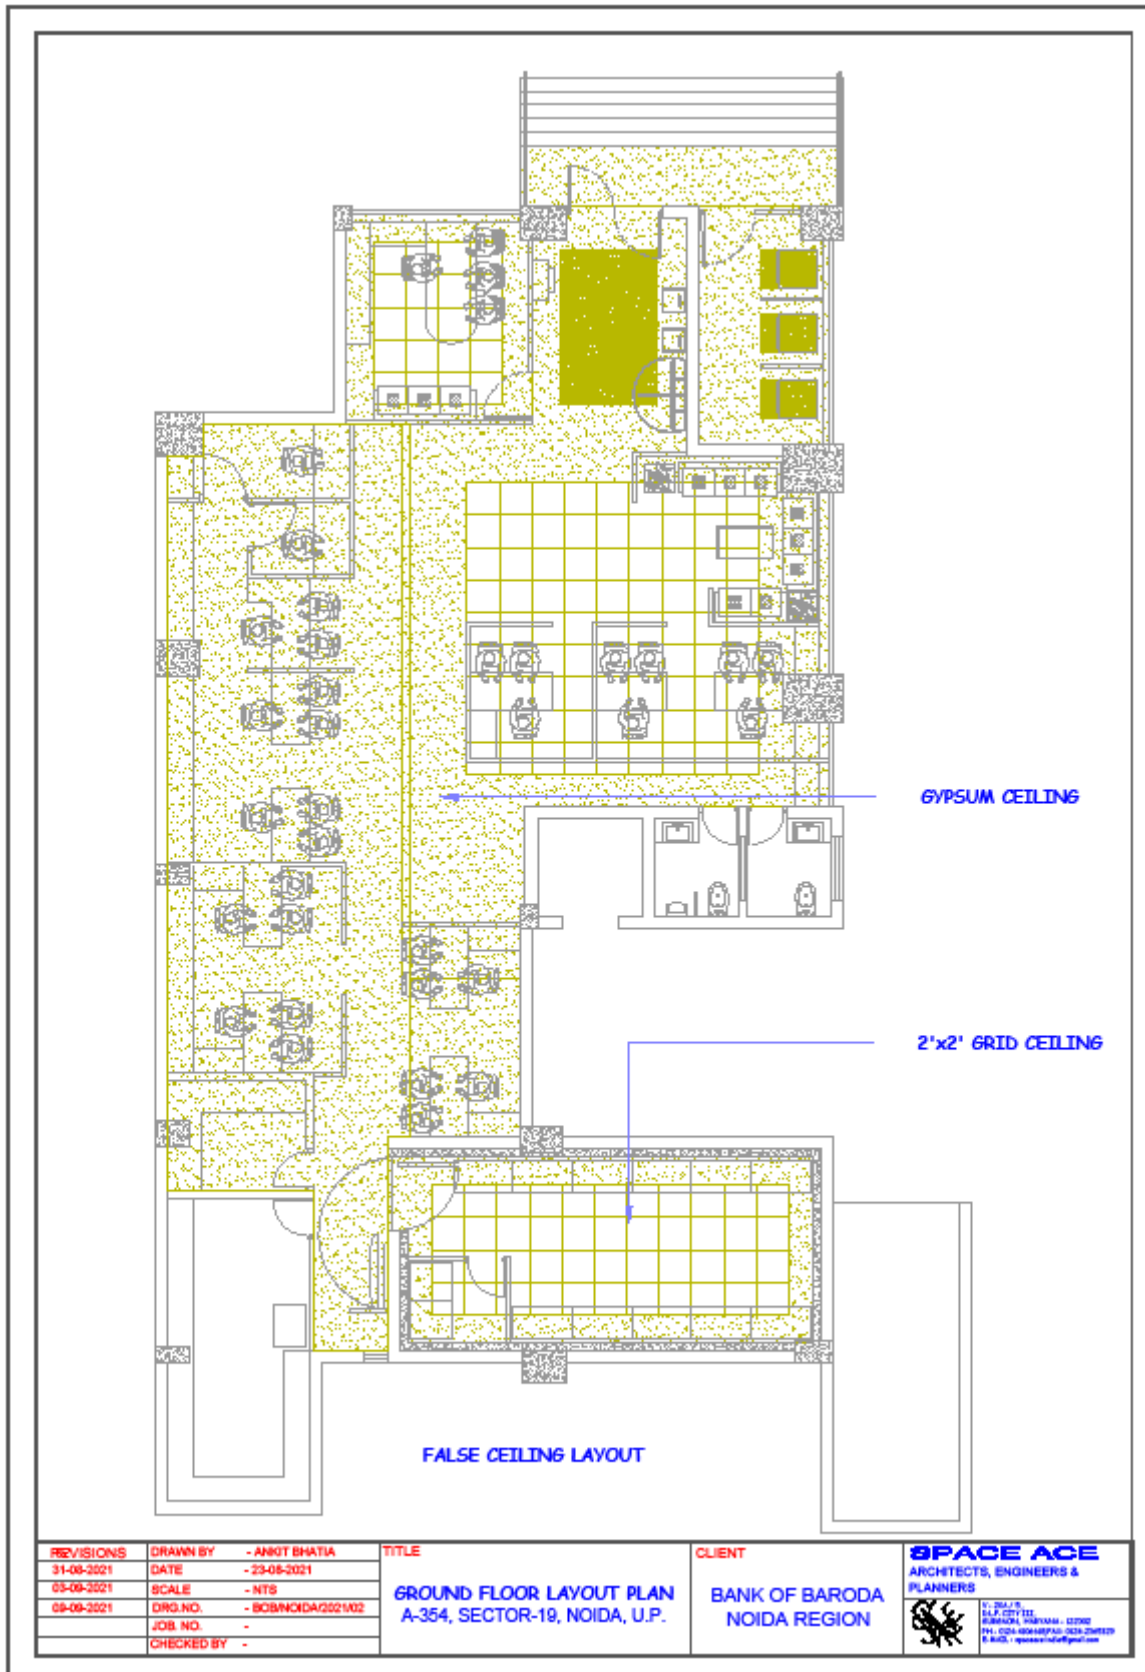 GYPSUM CEILING
2'x2' GRID CEILING
FALSE CEILING LAYOUT
REVISIONS
31-08-2021
03-09-2021
09-09-2021
DRAWN BY - ANKIT BHATIA
DATE - 23-08-2021
SCALE - NTS
DRG.NO. - BOB/NOIDA/2021/02
JOB. NO. -
CHECKED BY -
TITLE
GROUND FLOOR LAYOUT PLAN
A-354, SECTOR-19, NOIDA, U.P.
CLIENT
BANK OF BARODA
NOIDA REGION
SPACE ACE
ARCHITECTS, ENGINEERS &
PLANNERS